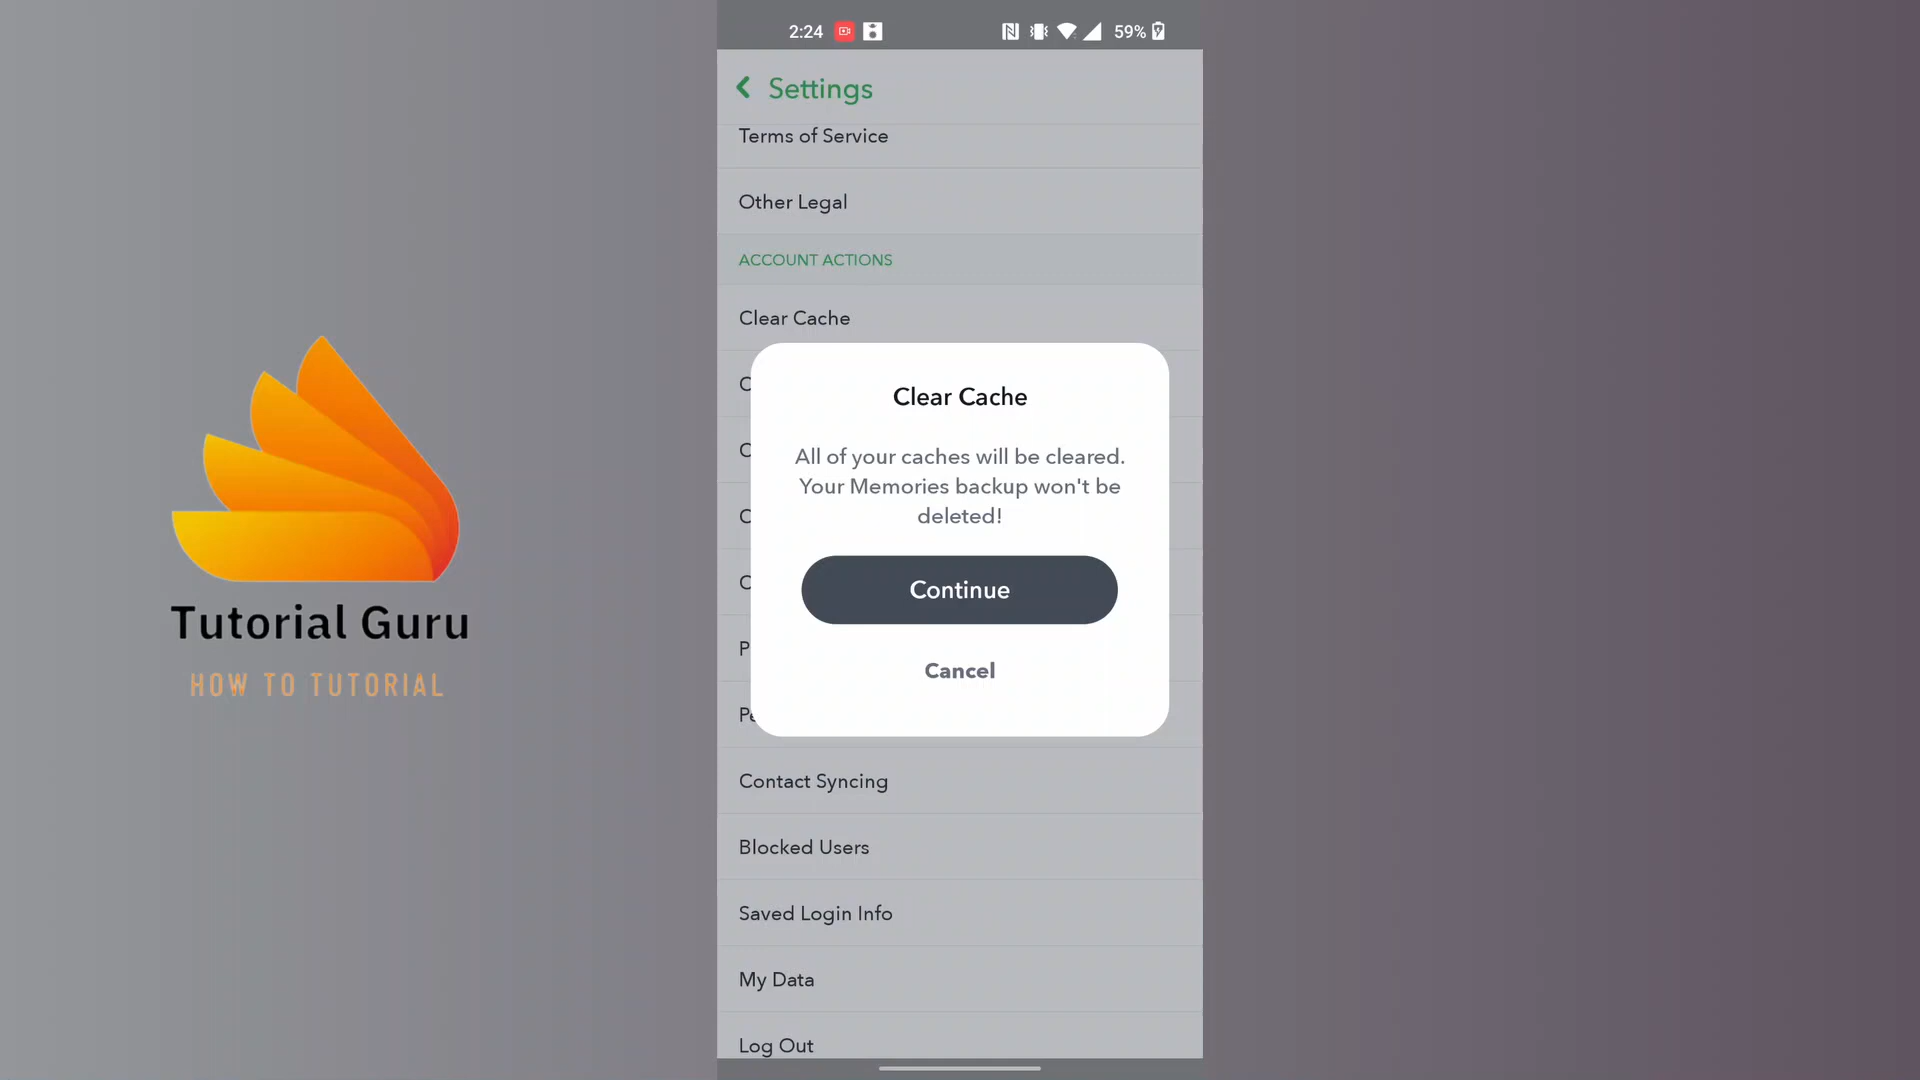 2:24
59%
Settings
Terms of Service
Other Legal
ACCOUNT ACTIONS
Clear Cache
Clear Cache
All of your caches will be cleared.
Your Memories backup won't be
deleted!
Continue
Cancel
Contact Syncing
Blocked Users
Saved Login Info
My Data
Log Out
Tutorial Guru
HOW TO TUTORIAL